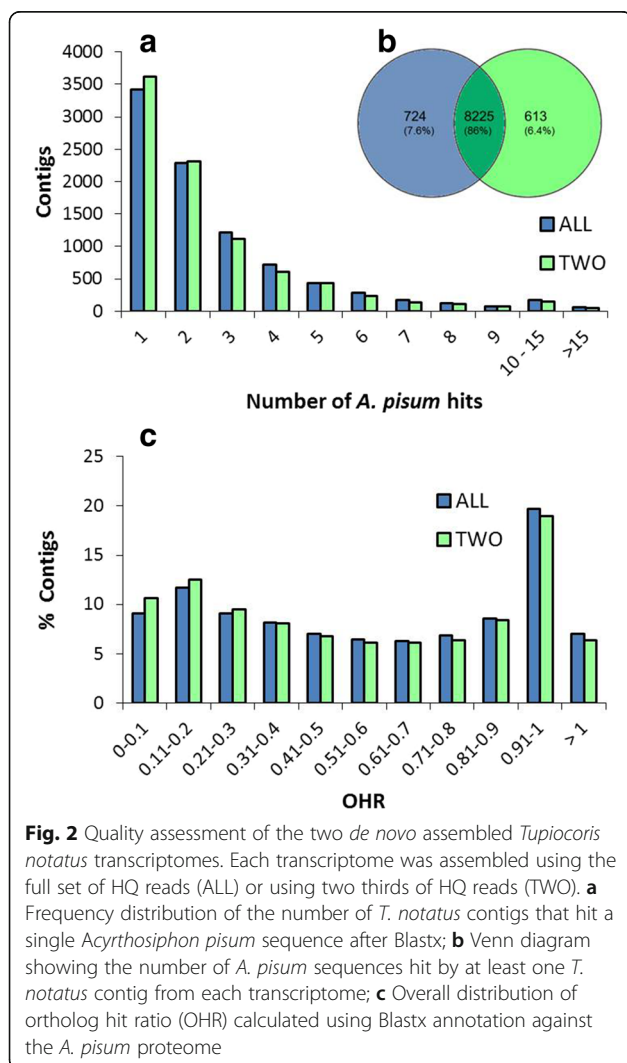 a
b
4000
3500
3000
2500
2000
1500
1000
500
0
Contigs
724
(7.6%)
8225
(86%)
613
(6.4%)
ALL
TWO
1
2
3
4
5
6
7
8
9
10 - 15
>15
Number of A. pisum hits
c
25
20
15
10
5
0
% Contigs
ALL
TWO
0-0.1
0.11-0.2
0.21-0.3
0.31-0.4
0.41-0.5
0.51-0.6
0.61-0.7
0.71-0.8
0.81-0.9
0.91-1
> 1
OHR
Fig. 2 Quality assessment of the two de novo assembled Tupiocoris
notatus transcriptomes. Each transcriptome was assembled using the
full set of HQ reads (ALL) or using two thirds of HQ reads (TWO). a
Frequency distribution of the number of T. notatus contigs that hit a
single Acyrthosiphon pisum sequence after Blastx; b Venn diagram
showing the number of A. pisum sequences hit by at least one T.
notatus contig from each transcriptome; c Overall distribution of
ortholog hit ratio (OHR) calculated using Blastx annotation against
the A. pisum proteome